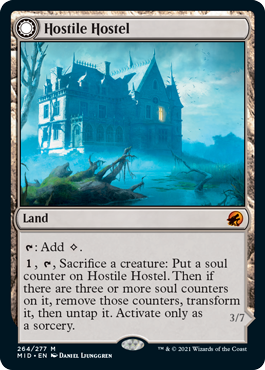 Hostile Hostel
Land
: Add .
1, , Sacrifice a creature: Put a soul
counter on Hostile Hostel. Then if
there are three or more soul counters
on it, remove those counters, transform
it, then untap it. Activate only as
a sorcery.
3/7
264/277 M
MID • EN DANIEL LJUNGGREN
™ & © 2021 Wizards of the Coast